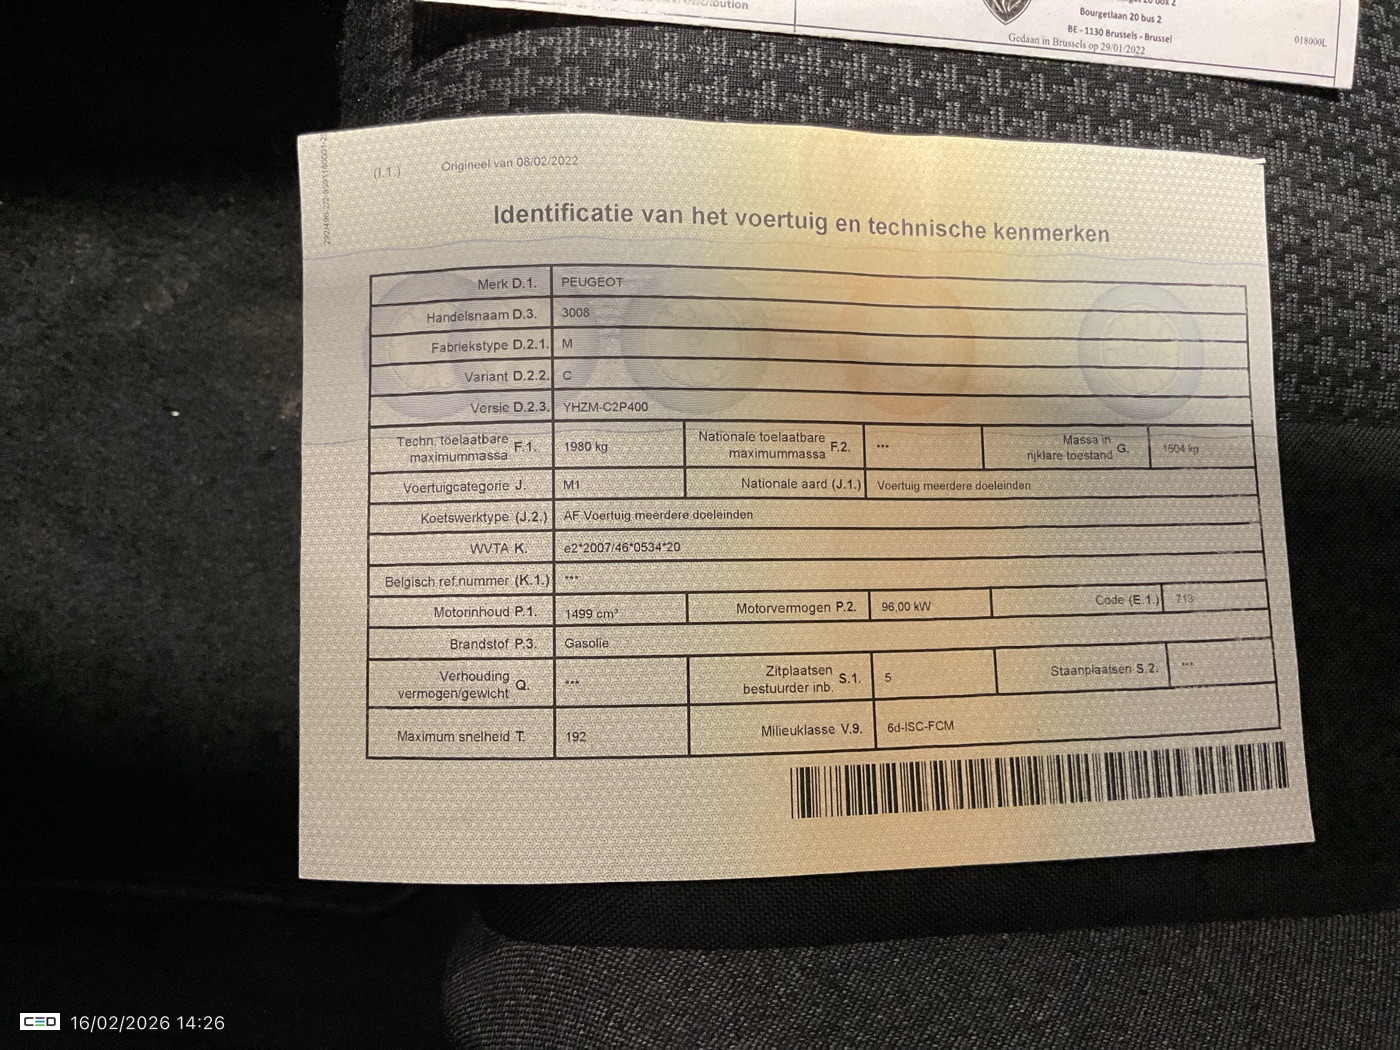 Bourgetlaan 20 bus 2
BE - 1130 Brussels - Brussel
Gedaan in Brussels op 29/01/2022
018000L
(I.1.) Origineel van 08/02/2022
Identificatie van het voertuig en technische kenmerken
Merk D.1. PEUGEOT
Handelsnaam D.3. 3008
Fabriekstype D.2.1. M
Variant D.2.2. C
Versie D.2.3. YHZM-C2P400
Techn. toelaatbare maximummassa F.1. 1980 kg Nationale toelaatbare maximummassa F.2. *** Massa in rijklare toestand G. 1504 kg
Voertuigcategorie J. M1 Nationale aard (J.1.) Voertuig meerdere doeleinden
Koetswerktype (J.2.) AF Voertuig meerdere doeleinden
WVTA K. e2*2007/46*0534*20
Belgisch ref.nummer (K.1.) ***
Motorinhoud P.1. 1499 cm³ Motorvermogen P.2. 96,00 kW Code (E.1.) 713
Brandstof P.3. Gasolie
Verhouding vermogen/gewicht Q. *** Zitplaatsen bestuurder inb. S.1. 5 Staanplaatsen S.2. ***
Maximum snelheid T. 192 Milieuklasse V.9. 6d-ISC-FCM
CED 16/02/2026 14:26